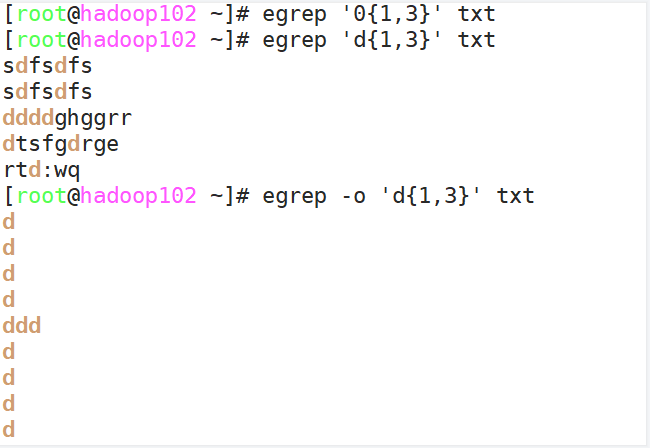 [root@hadoop102 ~]# egrep '0{1,3}' txt
[root@hadoop102 ~]# egrep 'd{1,3}' txt
sdfsdfs
sdfsdfs
ddddghggrr
dtsfgdrge
rtd:wq
[root@hadoop102 ~]# egrep -o 'd{1,3}' txt
d
d
d
d
ddd
d
d
d
d